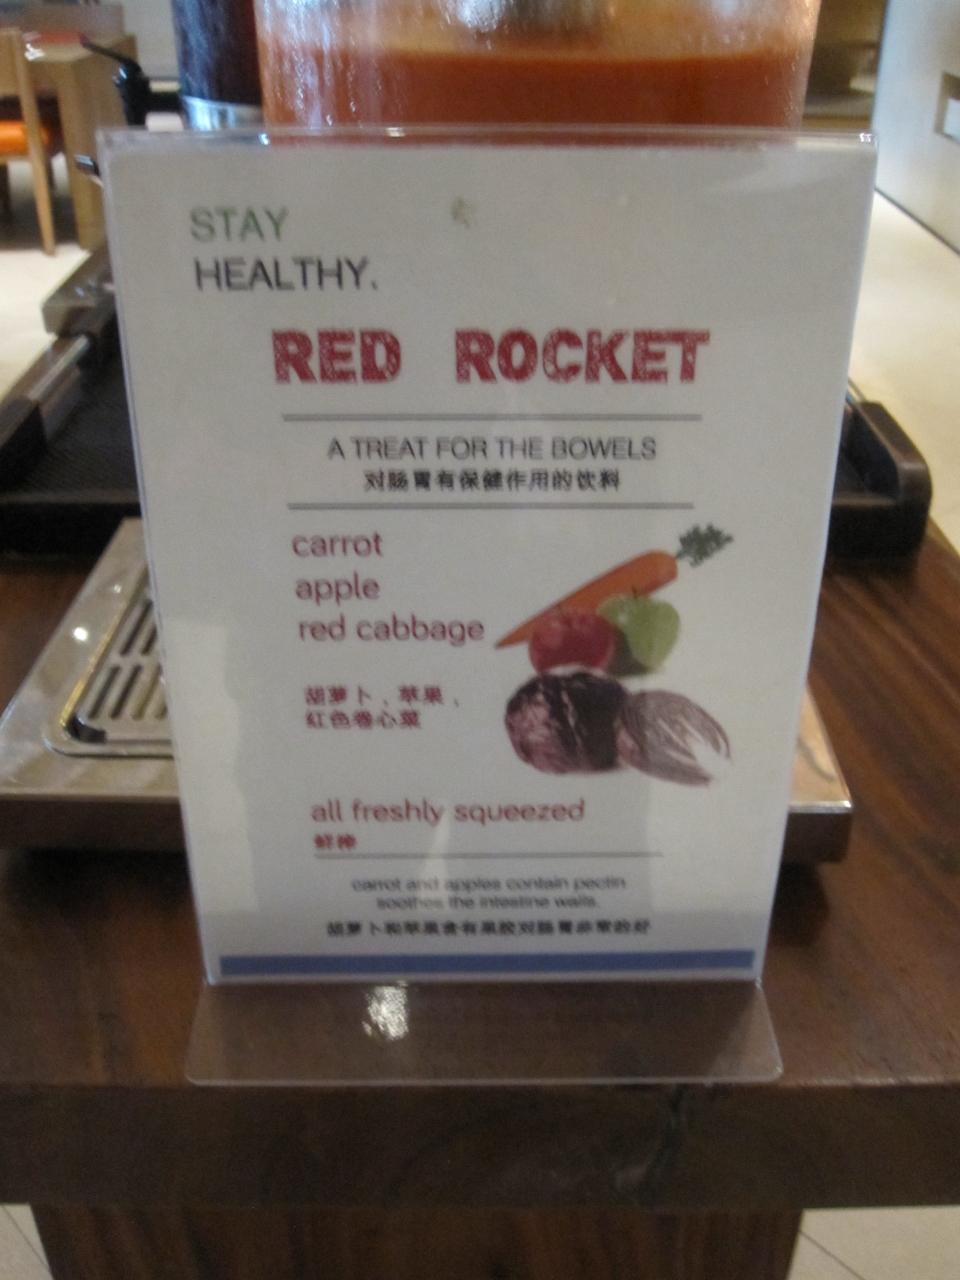 STAY
HEALTHY.
RED ROCKET
A TREAT FOR THE BOWELS
对肠胃有保健作用的饮料
carrot
apple
red cabbage
胡萝卜，苹果，
红色卷心菜
all freshly squeezed
鲜榨
carrot and apples contain pectin
soothes the intestine walls.
胡萝卜和苹果含有果胶对肠胃非常的好